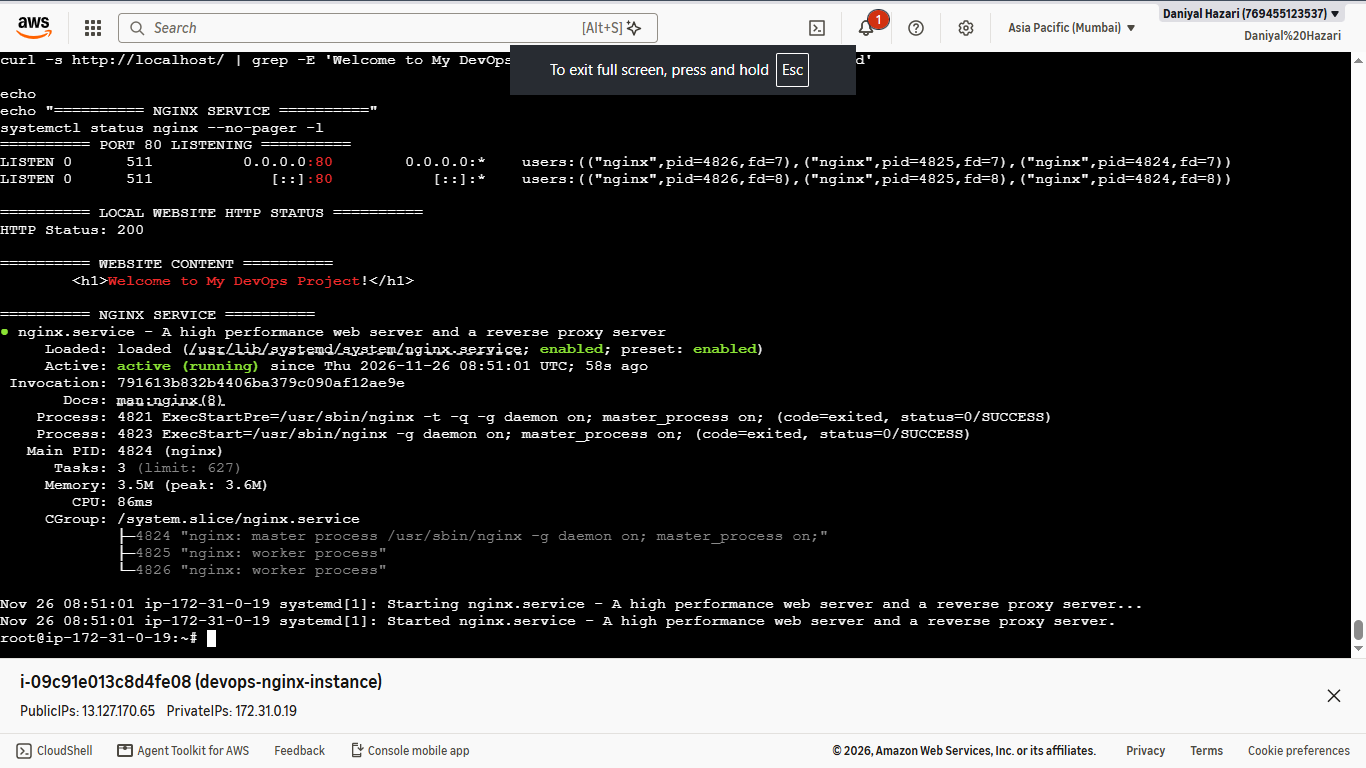 aws
Search
[Alt+S]
1
Asia Pacific (Mumbai)
Daniyal Hazari (769455123537)
Daniyal%20Hazari
To exit full screen, press and hold Esc
curl -s http://localhost/ | grep -E 'Welcome to My DevOps d'
echo
echo "========== NGINX SERVICE =========="
systemctl status nginx --no-pager -l
========== PORT 80 LISTENING ==========
LISTEN 0 511 0.0.0.0:80 0.0.0.0:* users:(("nginx",pid=4826,fd=7),("nginx",pid=4825,fd=7),("nginx",pid=4824,fd=7))
LISTEN 0 511 [::]:80 [::]:* users:(("nginx",pid=4826,fd=8),("nginx",pid=4825,fd=8),("nginx",pid=4824,fd=8))
========== LOCAL WEBSITE HTTP STATUS ==========
HTTP Status: 200
========== WEBSITE CONTENT ==========
<h1>Welcome to My DevOps Project!</h1>
========== NGINX SERVICE ==========
● nginx.service - A high performance web server and a reverse proxy server
Loaded: loaded (/usr/lib/systemd/system/nginx.service; enabled; preset: enabled)
Active: active (running) since Thu 2026-11-26 08:51:01 UTC; 58s ago
Invocation: 791613b832b4406ba379c090af12ae9e
Docs: man:nginx(8)
Process: 4821 ExecStartPre=/usr/sbin/nginx -t -q -g daemon on; master_process on; (code=exited, status=0/SUCCESS)
Process: 4823 ExecStart=/usr/sbin/nginx -g daemon on; master_process on; (code=exited, status=0/SUCCESS)
Main PID: 4824 (nginx)
Tasks: 3 (limit: 627)
Memory: 3.5M (peak: 3.6M)
CPU: 86ms
CGroup: /system.slice/nginx.service
├─4824 "nginx: master process /usr/sbin/nginx -g daemon on; master_process on;"
├─4825 "nginx: worker process"
└─4826 "nginx: worker process"
Nov 26 08:51:01 ip-172-31-0-19 systemd[1]: Starting nginx.service - A high performance web server and a reverse proxy server...
Nov 26 08:51:01 ip-172-31-0-19 systemd[1]: Started nginx.service - A high performance web server and a reverse proxy server.
root@ip-172-31-0-19:~#
i-09c91e013c8d4fe08 (devops-nginx-instance)
PublicIPs: 13.127.170.65 PrivateIPs: 172.31.0.19
CloudShell Agent Toolkit for AWS Feedback Console mobile app © 2026, Amazon Web Services, Inc. or its affiliates. Privacy Terms Cookie preferences